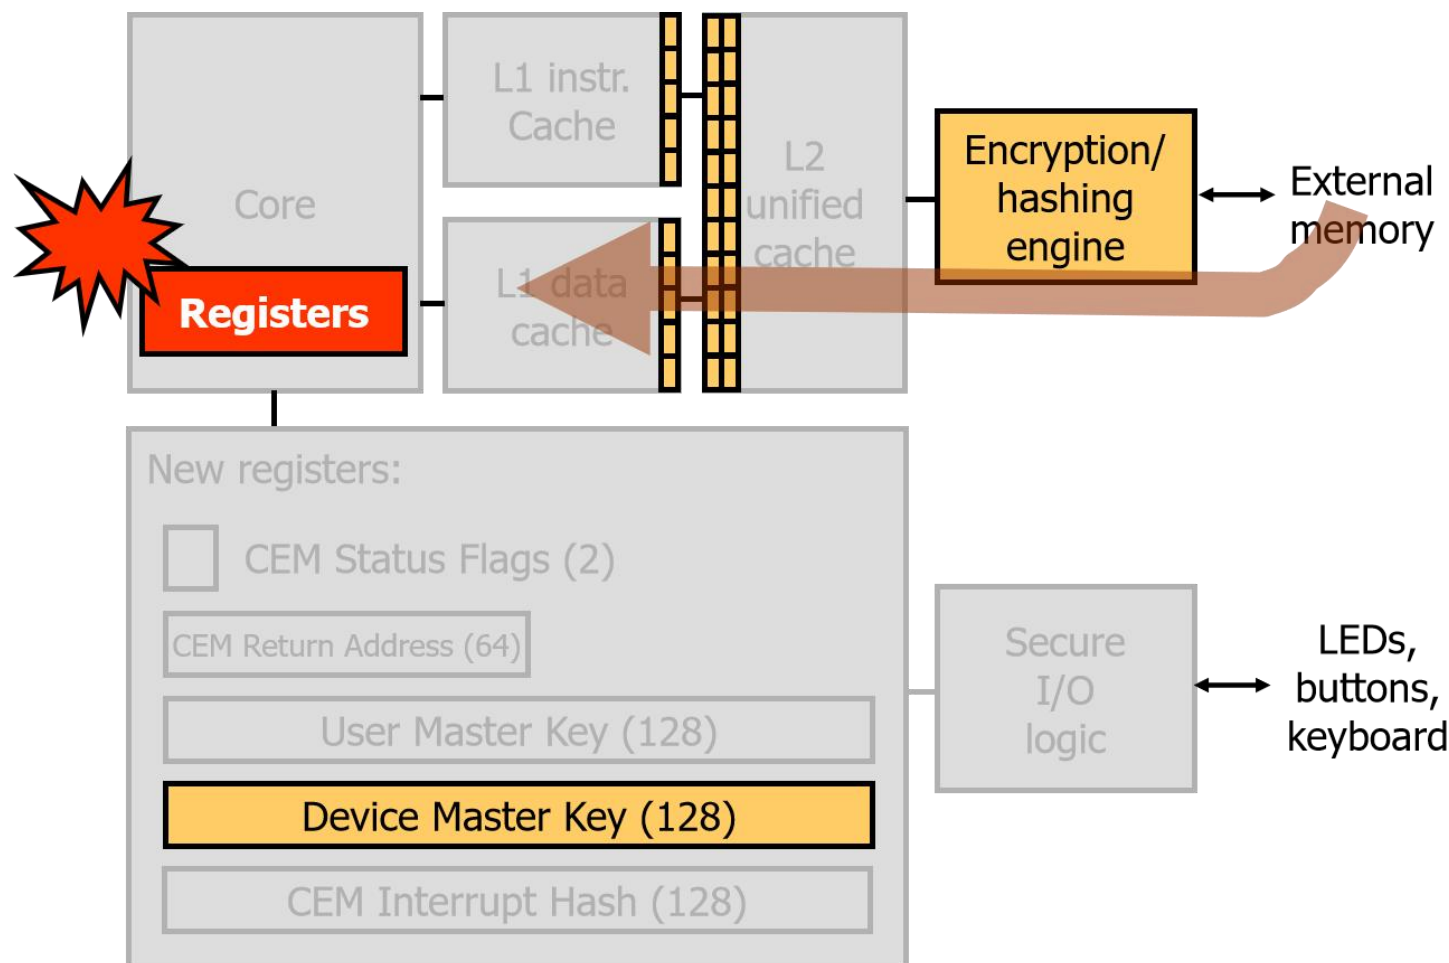 L1 instr.
Cache
Core
L2
unified
cache
Encryption/
hashing
engine
External
memory
Registers
L1 data
cache
New registers:
CEM Status Flags (2)
CEM Return Address (64)
User Master Key (128)
Device Master Key (128)
CEM Interrupt Hash (128)
Secure
I/O
logic
LEDs,
buttons,
keyboard